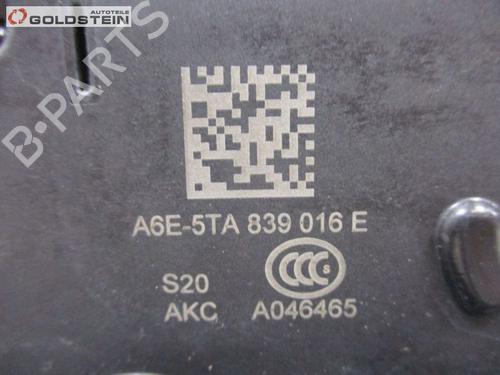 AUTOTEILE
GOLDSTEIN
B-PARTS
A6E-5TA 839 016 E
S20
CCC S
AKC A046465